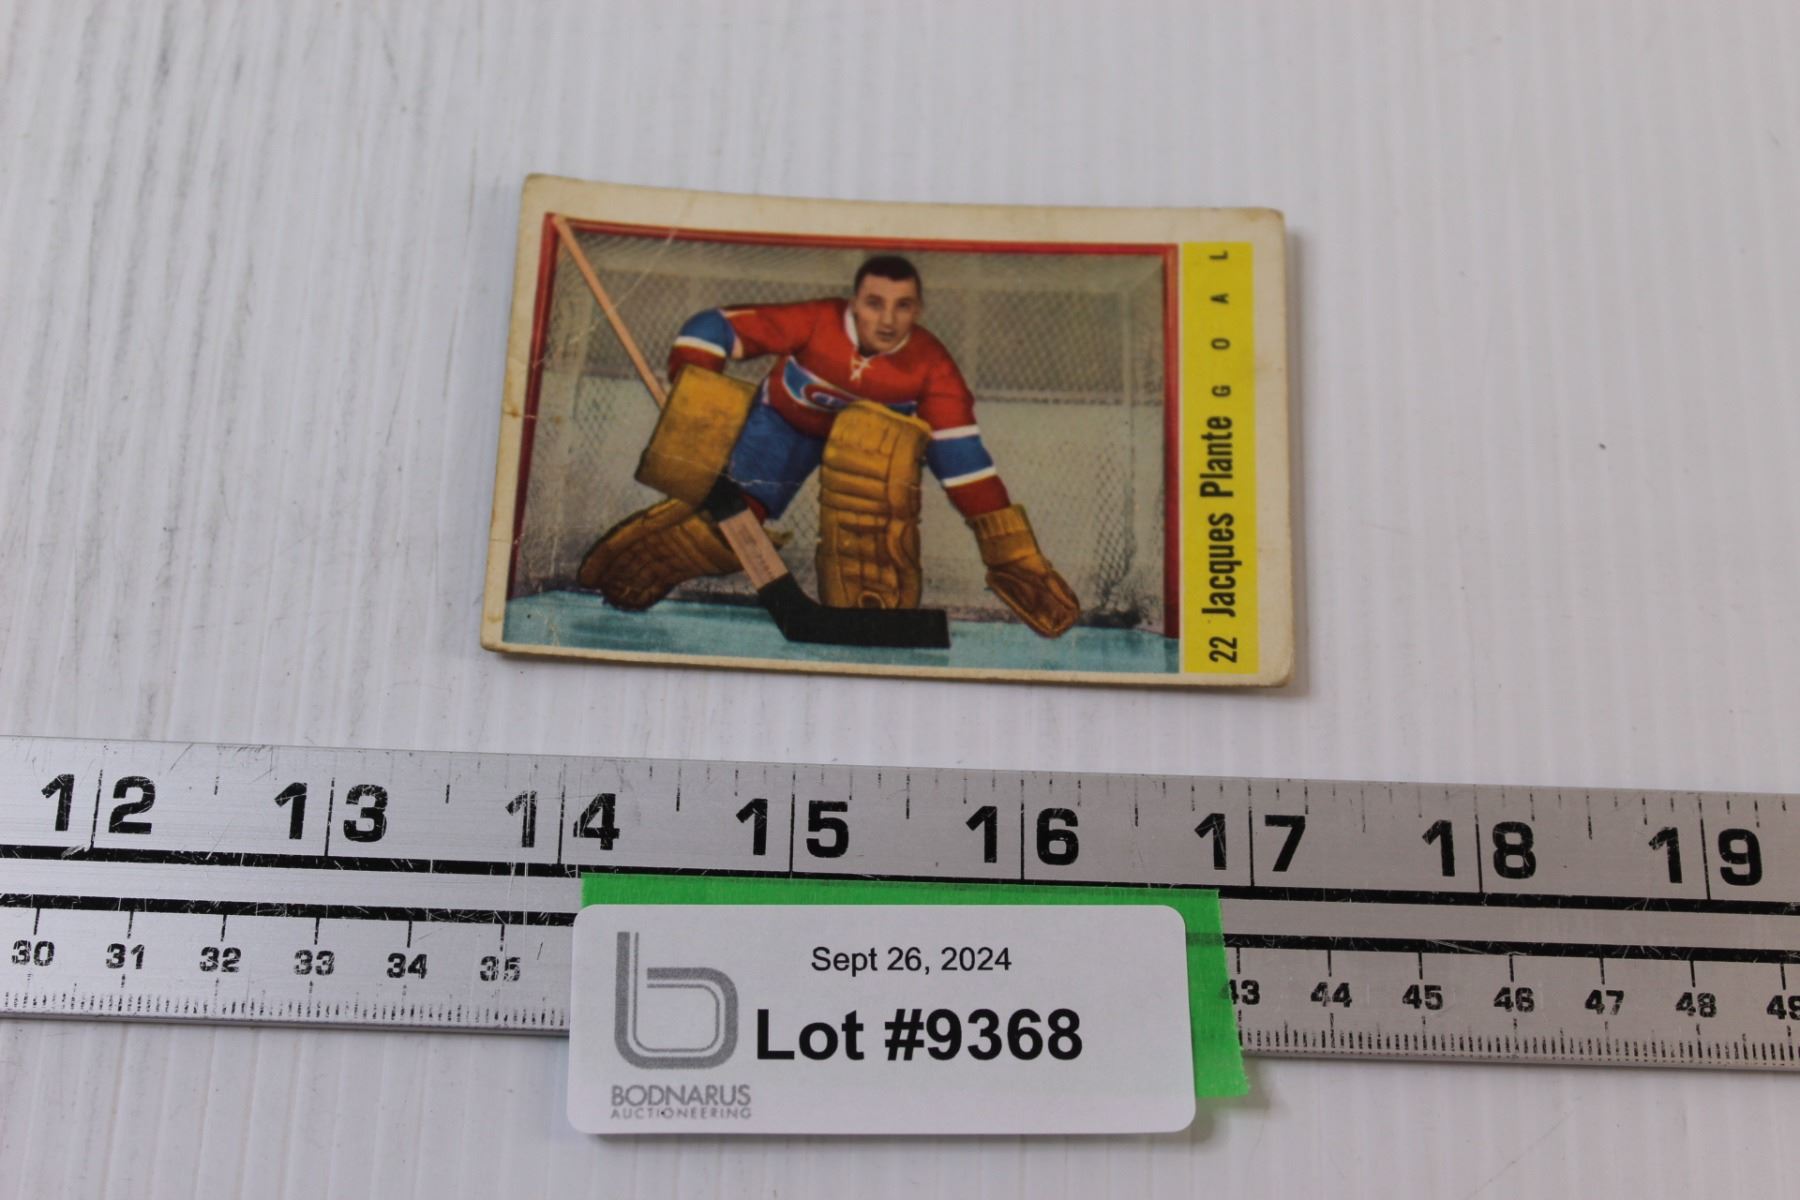 22 Jacques Plante GOAL
12 13 14 15 16 17 18 19
30 31 32 33 34 35 43 44 45 46 47 48 49
Sept 26, 2024
Lot #9368
BODNARUS
AUCTIONEERING